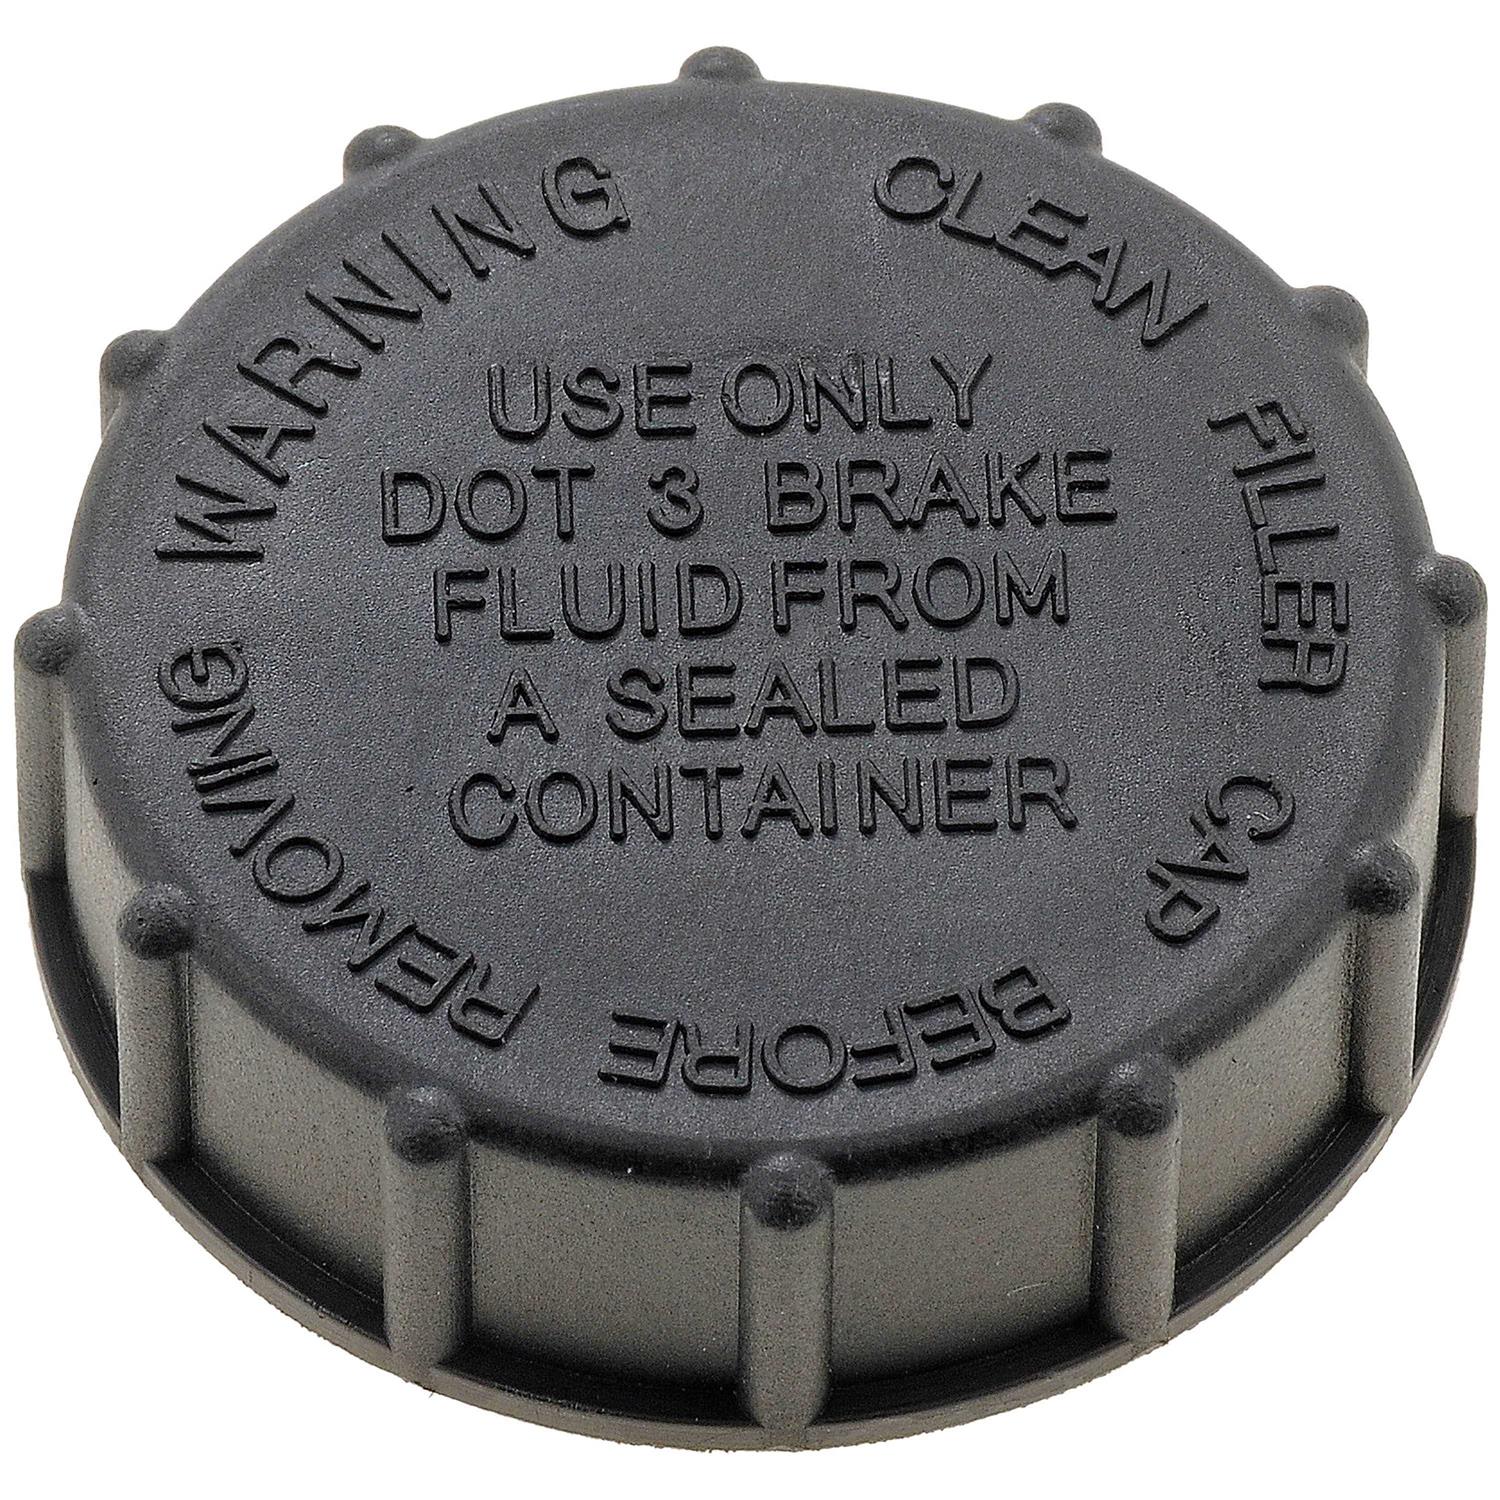 WARNING CLEAN FILLER CAP BEFORE REMOVING
USE ONLY
DOT 3 BRAKE
FLUID FROM
A SEALED
CONTAINER